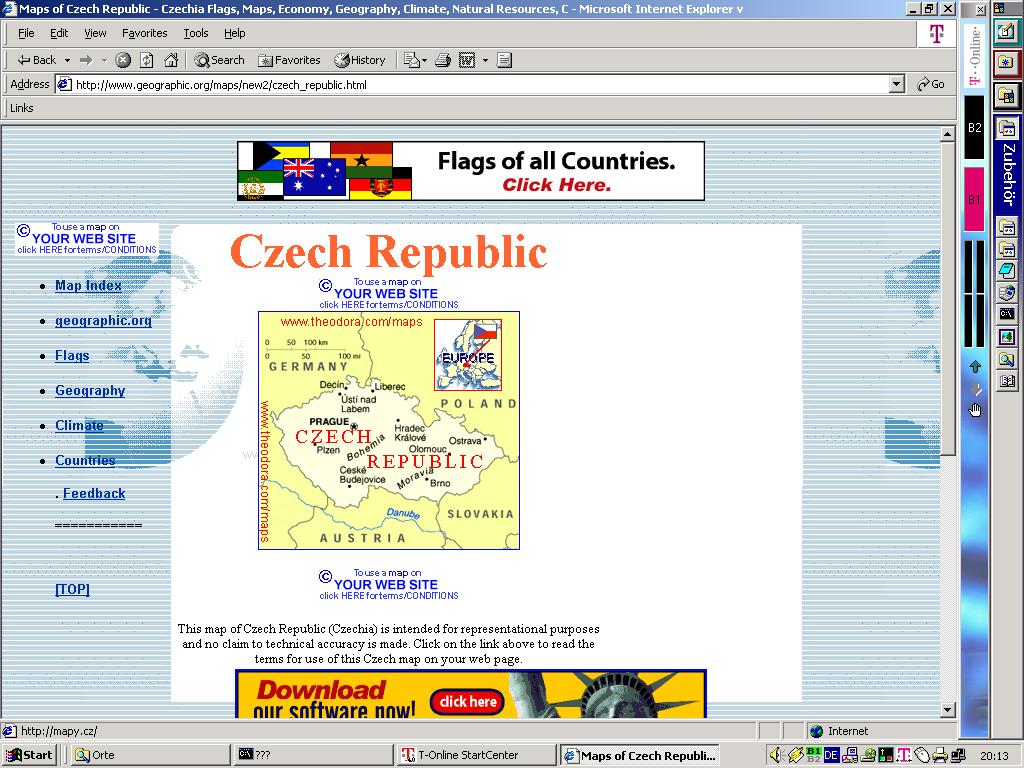 Maps of Czech Republic - Czechia Flags, Maps, Economy, Geography, Climate, Natural Resources, C - Microsoft Internet Explorer v
File Edit View Favorites Tools Help
T
Back Search Favorites History
Address http://www.geographic.org/maps/new2/czech_republic.html Go
Links
Flags of all Countries.
Click Here.
© To use a map on
YOUR WEB SITE
click HERE for terms/CONDITIONS
Map Index
geographic.org
Flags
Geography
Climate
Countries
. Feedback
===========
[TOP]
Czech Republic
© To use a map on
YOUR WEB SITE
click HERE for terms/CONDITIONS
www.theodora.com/maps
0 50 100 km
0 50 100 mi
EUROPE
GERMANY
POLAND
Decín
Liberec
Ústí nad
Labem
PRAGUE
Hradec
Králové
CZECH
Plzen
Bohemia
Ostrava
Olomouc
REPUBLIC
Ceské
Budejovice
Moravia
Brno
www.theodora.com/maps
Danube
SLOVAKIA
AUSTRIA
© To use a map on
YOUR WEB SITE
click HERE for terms/CONDITIONS
This map of Czech Republic (Czechia) is intended for representational purposes
and no claim to technical accuracy is made. Click on the link above to read the
terms for use of this Czech map on your web page.
Download
our software now!
click here
http://mapy.cz/ Internet
Start Orte ??? T-Online StartCenter Maps of Czech Republi... B1 B2 DE 20:13
T··Online·
B2
B1
Zubehör